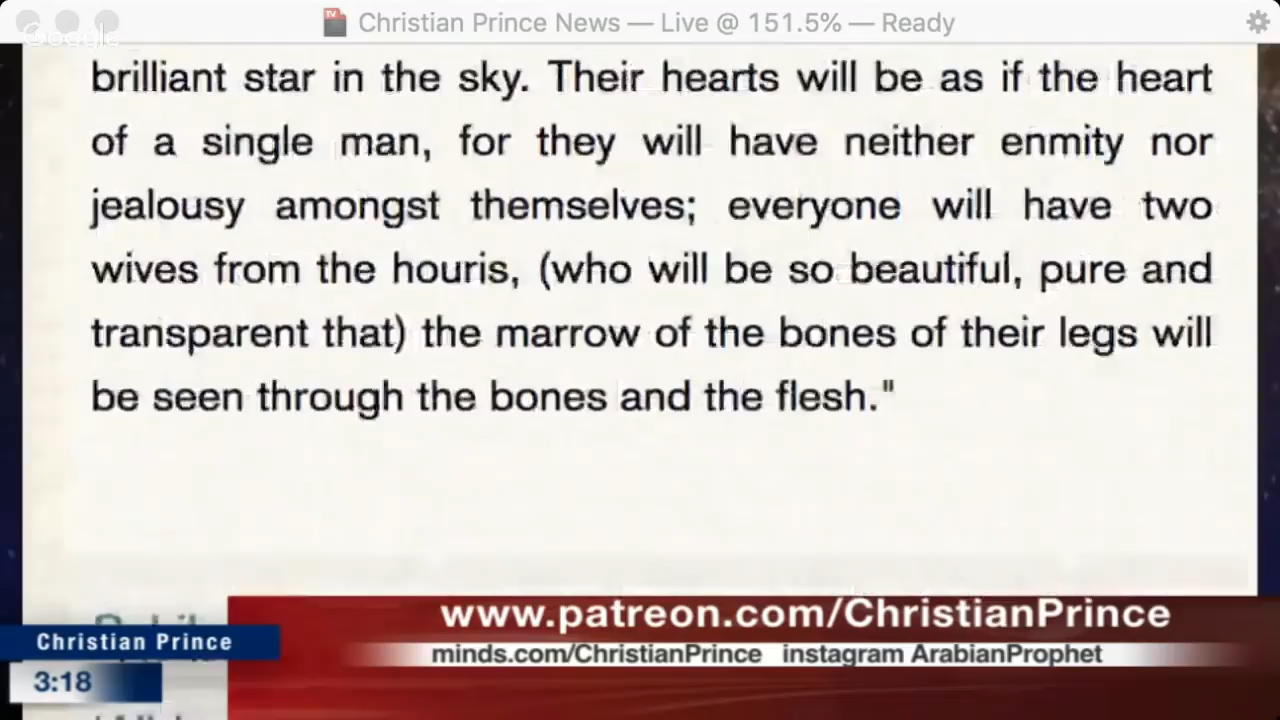 Christian Prince News — Live @ 151.5% — Ready
Google
brilliant star in the sky. Their hearts will be as if the heart
of a single man, for they will have neither enmity nor
jealousy amongst themselves; everyone will have two
wives from the houris, (who will be so beautiful, pure and
transparent that) the marrow of the bones of their legs will
be seen through the bones and the flesh."
www.patreon.com/ChristianPrince
Christian Prince
minds.com/ChristianPrince instagram ArabianProphet
3:18